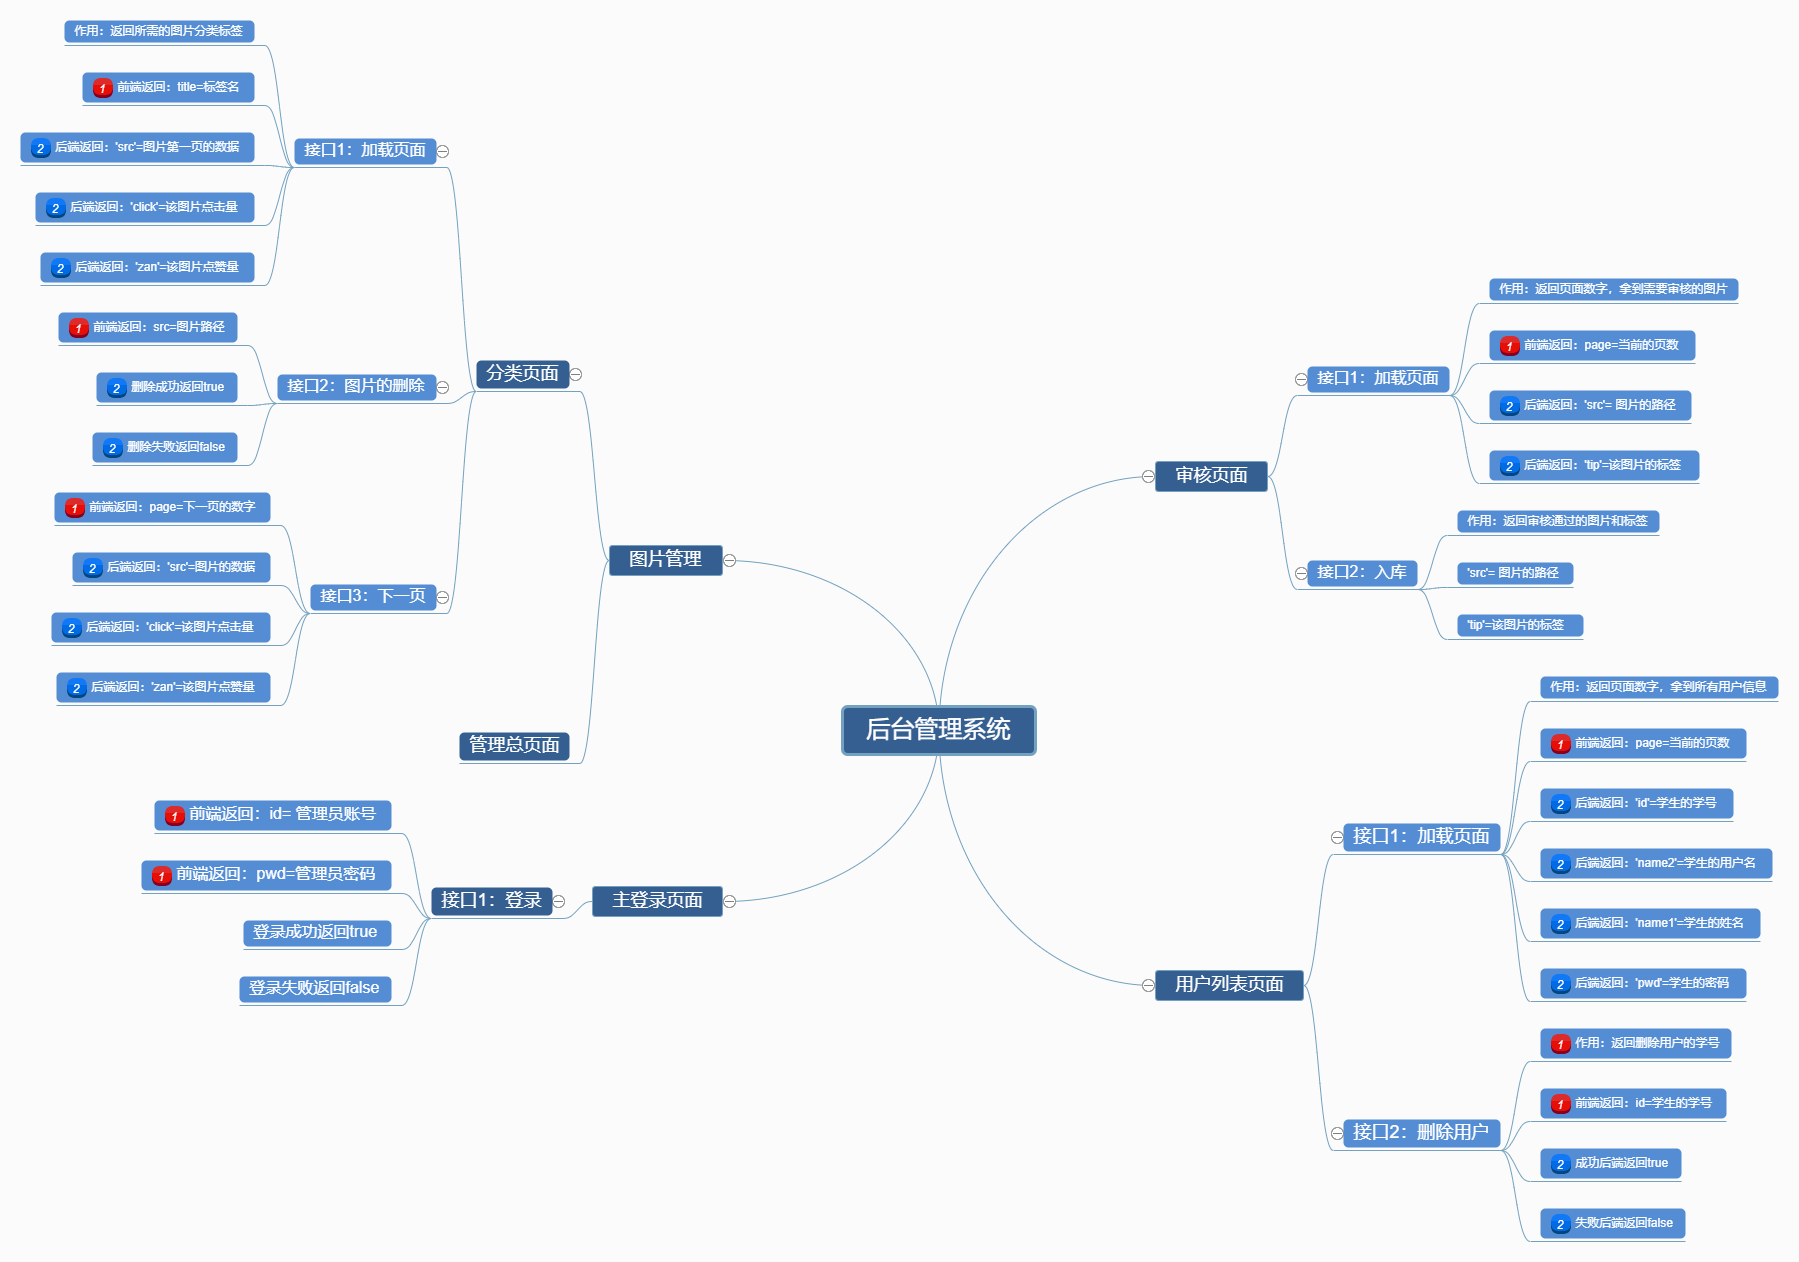 后台管理系统
图片管理
分类页面
接口1：加载页面
作用：返回所需的图片分类标签
1 前端返回：title=标签名
2 后端返回：'src'=图片第一页的数据
2 后端返回：'click'=该图片点击量
2 后端返回：'zan'=该图片点赞量
接口2：图片的删除
1 前端返回：src=图片路径
2 删除成功返回true
2 删除失败返回false
接口3：下一页
1 前端返回：page=下一页的数字
2 后端返回：'src'=图片的数据
2 后端返回：'click'=该图片点击量
2 后端返回：'zan'=该图片点赞量
管理总页面
主登录页面
接口1：登录
1 前端返回：id= 管理员账号
1 前端返回：pwd=管理员密码
登录成功返回true
登录失败返回false
审核页面
接口1：加载页面
作用：返回页面数字，拿到需要审核的图片
1 前端返回：page=当前的页数
2 后端返回：'src'= 图片的路径
2 后端返回：'tip'=该图片的标签
接口2：入库
作用：返回审核通过的图片和标签
'src'= 图片的路径
'tip'=该图片的标签
用户列表页面
接口1：加载页面
作用：返回页面数字，拿到所有用户信息
1 前端返回：page=当前的页数
2 后端返回：'id'=学生的学号
2 后端返回：'name2'=学生的用户名
2 后端返回：'name1'=学生的姓名
2 后端返回：'pwd'=学生的密码
接口2：删除用户
1 作用：返回删除用户的学号
1 前端返回：id=学生的学号
2 成功后端返回true
2 失败后端返回false